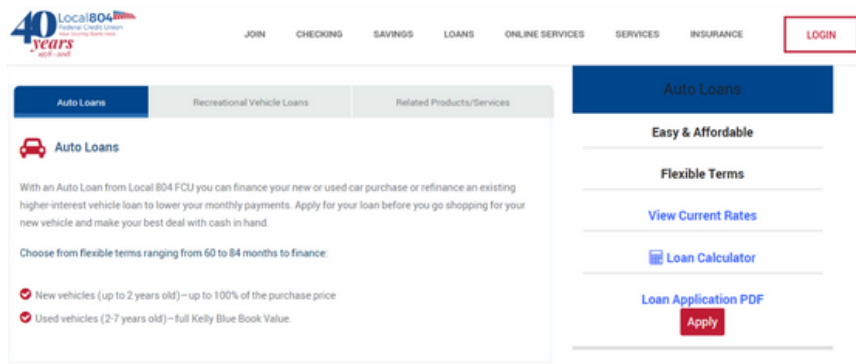 40 years
Local804
Federal Credit Union
Your Journey Starts Here
1978 - 2018
JOIN
CHECKING
SAVINGS
LOANS
ONLINE SERVICES
SERVICES
INSURANCE
LOGIN
Auto Loans
Recreational Vehicle Loans
Related Products/Services
Auto Loans
With an Auto Loan from Local 804 FCU you can finance your new or used car purchase or refinance an existing
higher-interest vehicle loan to lower your monthly payments. Apply for your loan before you go shopping for your
new vehicle and make your best deal with cash in hand.
Choose from flexible terms ranging from 60 to 84 months to finance:
New vehicles (up to 2 years old)—up to 100% of the purchase price
Used vehicles (2-7 years old)—full Kelly Blue Book Value.
Auto Loans
Easy & Affordable
Flexible Terms
View Current Rates
Loan Calculator
Loan Application PDF
Apply